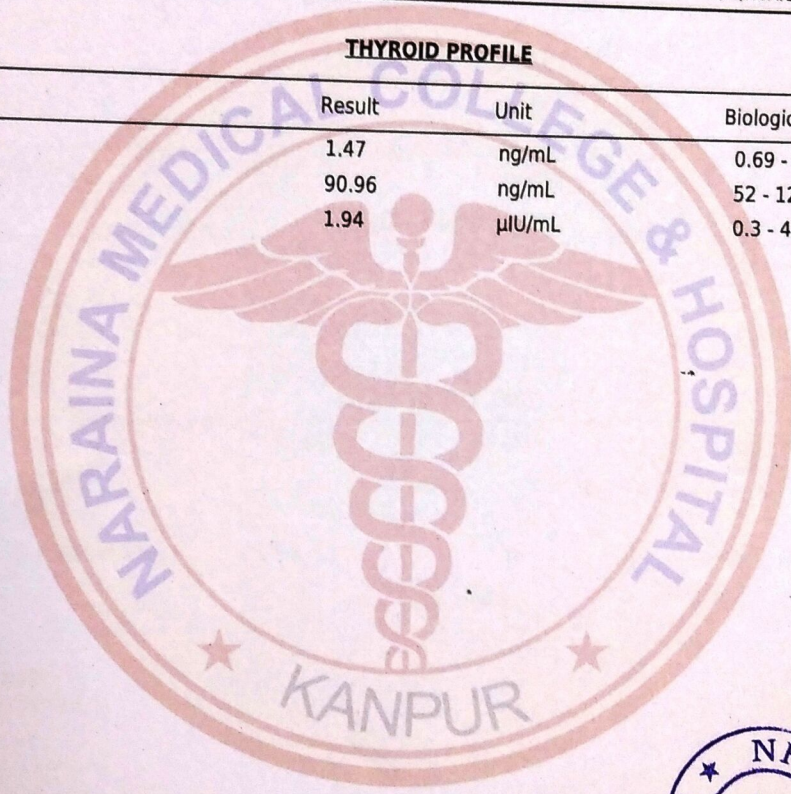 THYROID PROFILE
Result Unit Biologic
1.47 ng/mL 0.69 -
90.96 ng/mL 52 - 12
1.94 µIU/mL 0.3 - 4
NARAINA MEDICAL COLLEGE & HOSPITAL
KANPUR
NA